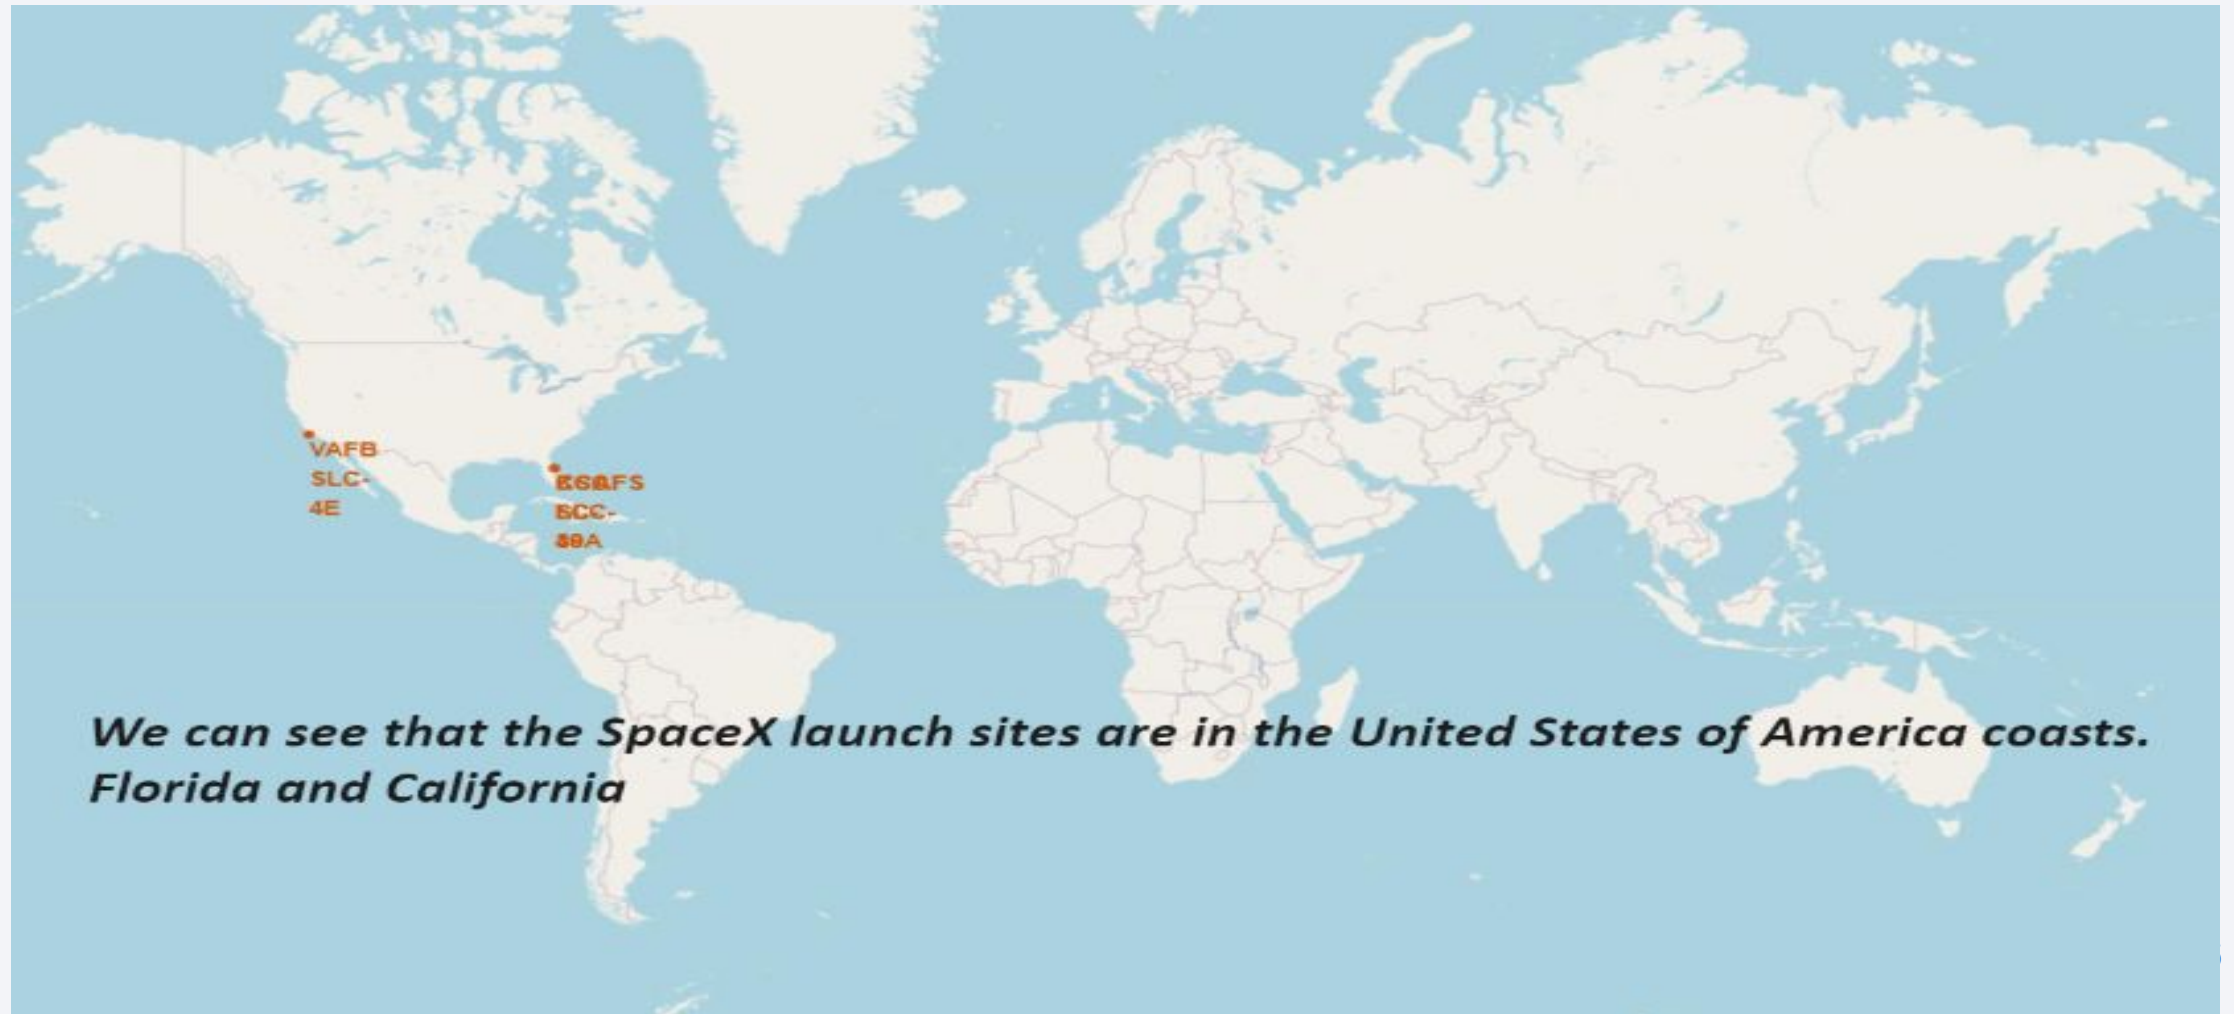 VAFB
SLC-
4E
We can see that the SpaceX launch sites are in the United States of America coasts.
Florida and California